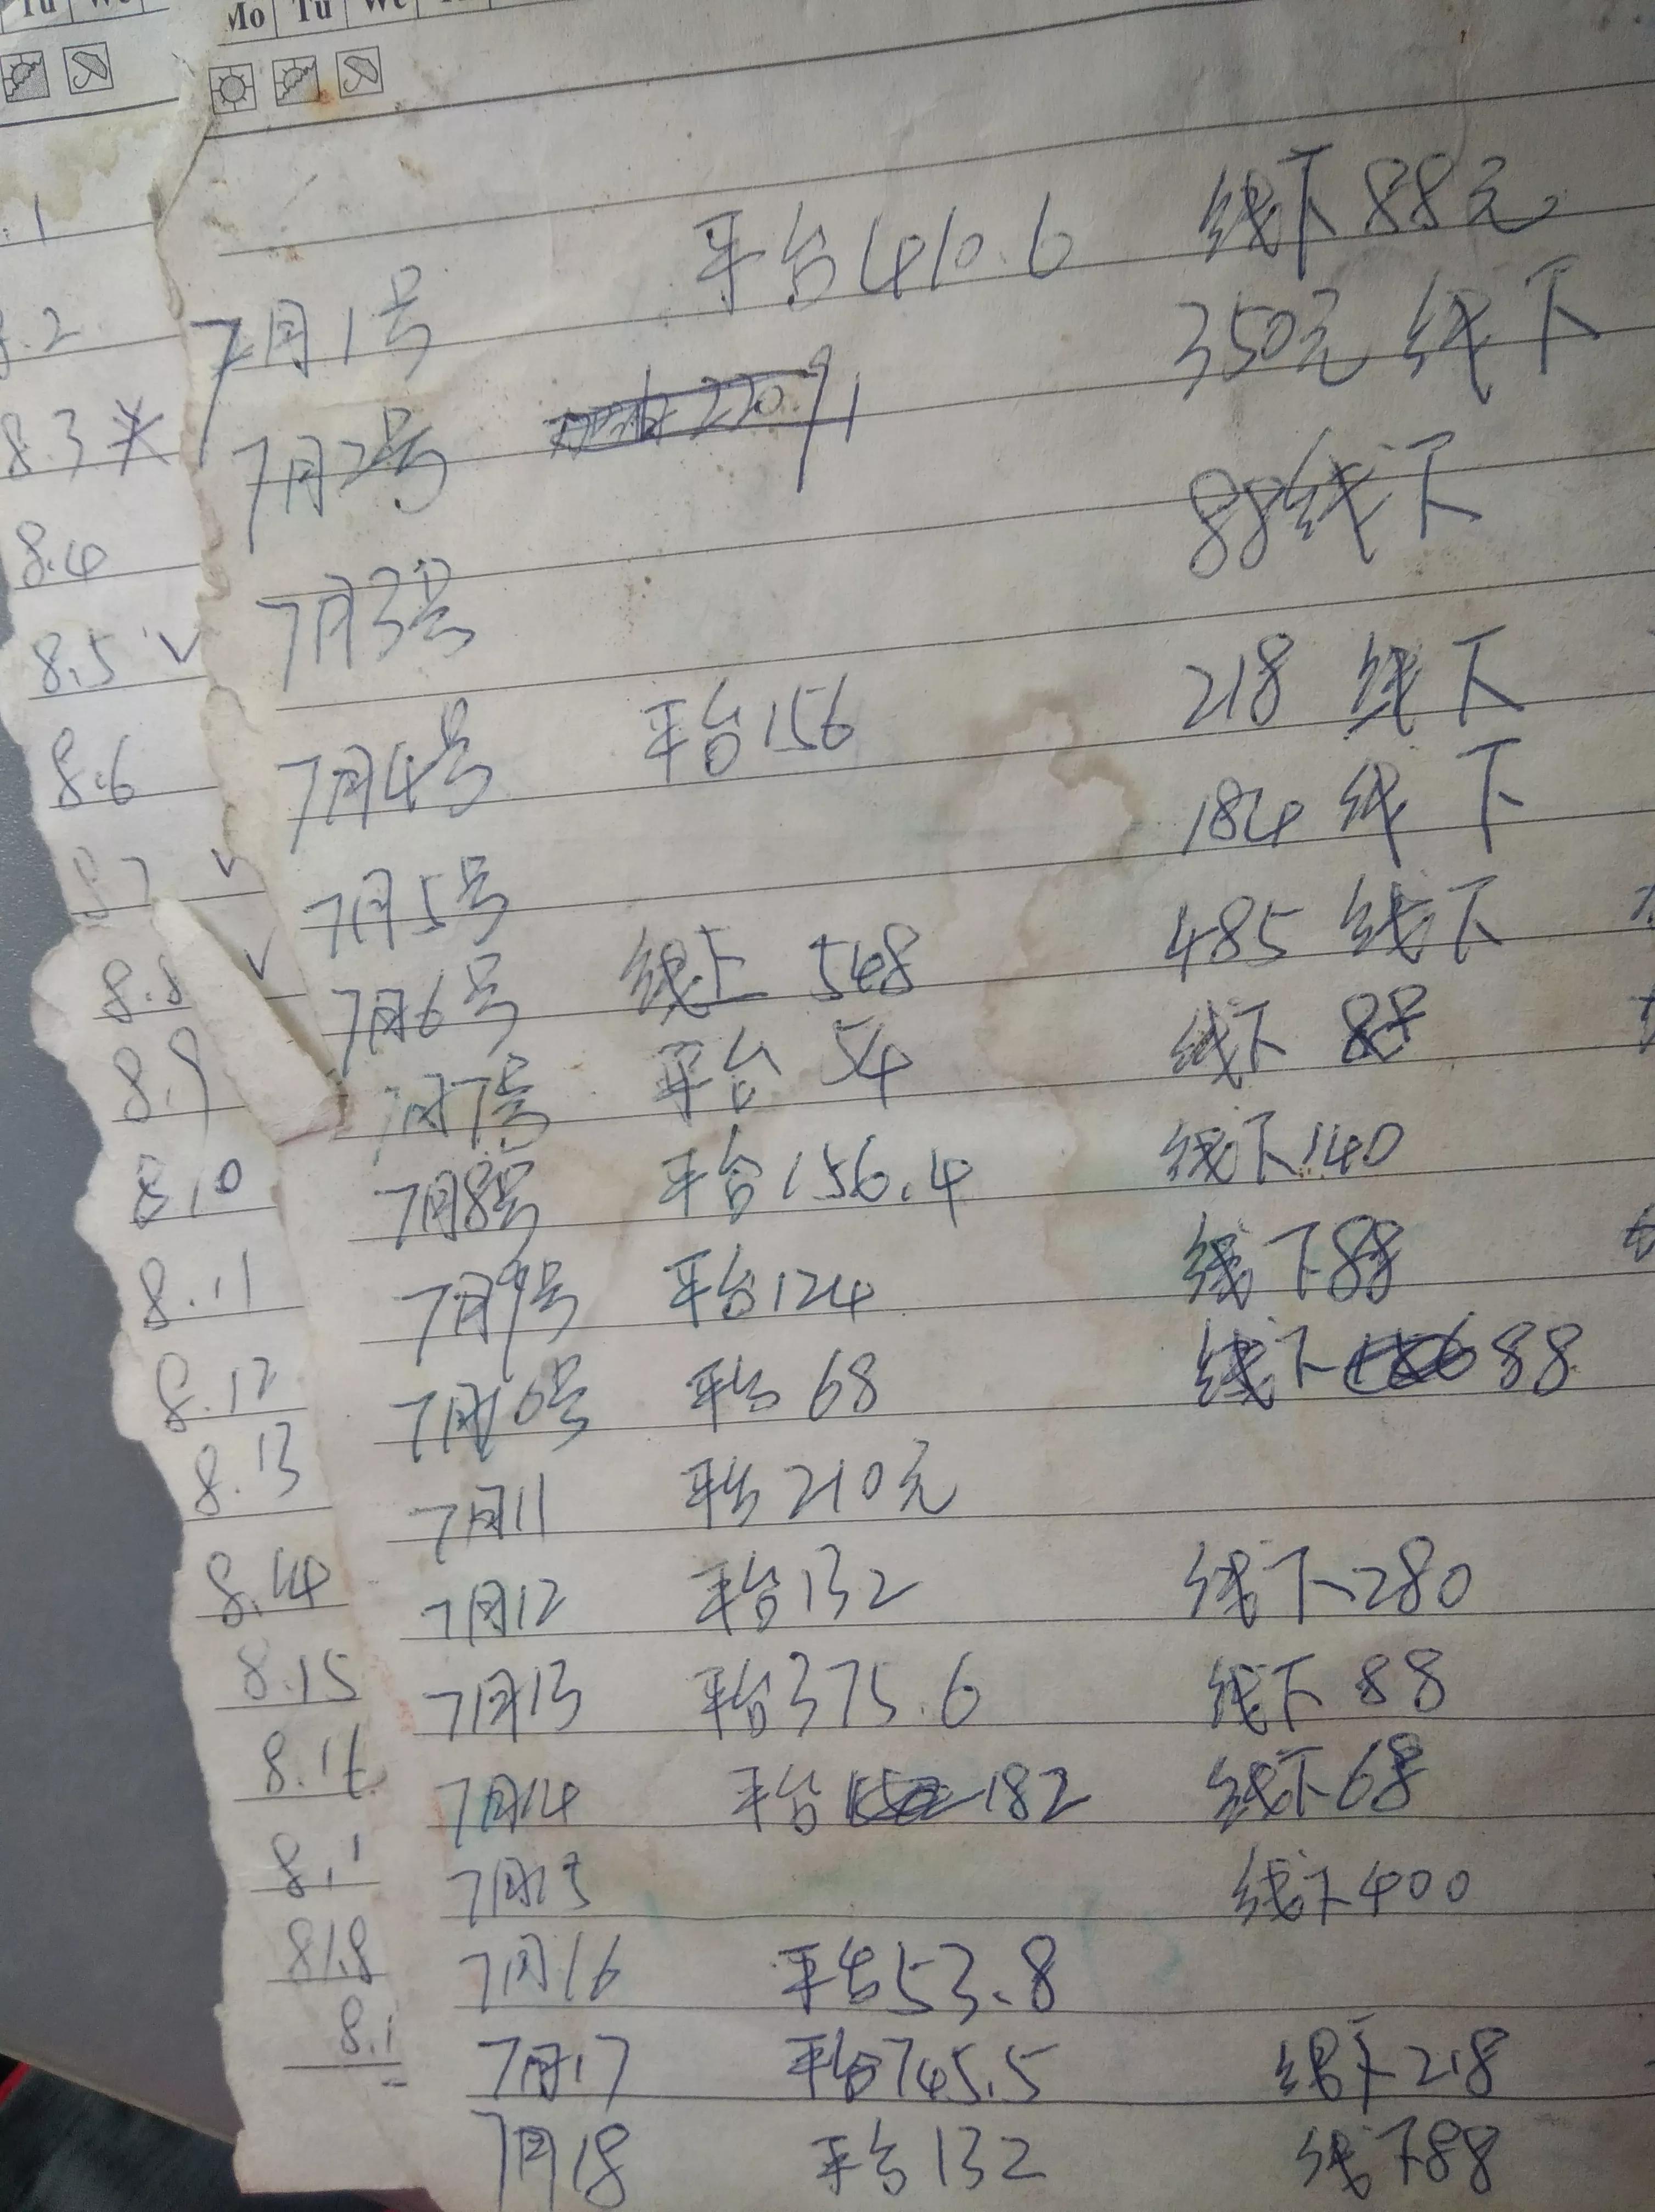 Mo Tu We
7月1号 平台410.6 线下88元
7月2号 350元线下
7月3号 88线下
7月4号 平台156 218 线下
7月5号 184 线下
7月6号 线上 548 485 线下
7月7号 平台 54 线下 88
7月8号 平台156.4 线下140
7月9号 平台124 线下88
7月10号 平台 68 线下 88
7月11 平台210元
7月12 平台132 线下280
7月13 平台375.6 线下 88
7月14 平台 182 线下68
7月15 线下400
7月16 平台53.8
7月17 平台745.5 线下218
7月18 平台132 线下88
8.3
8.4
8.5 ✓
8.6
8.7 ✓
8.8 ✓
8.9
8.10
8.11
8.12
8.13
8.14
8.15
8.16
8.1
8.18
8.1